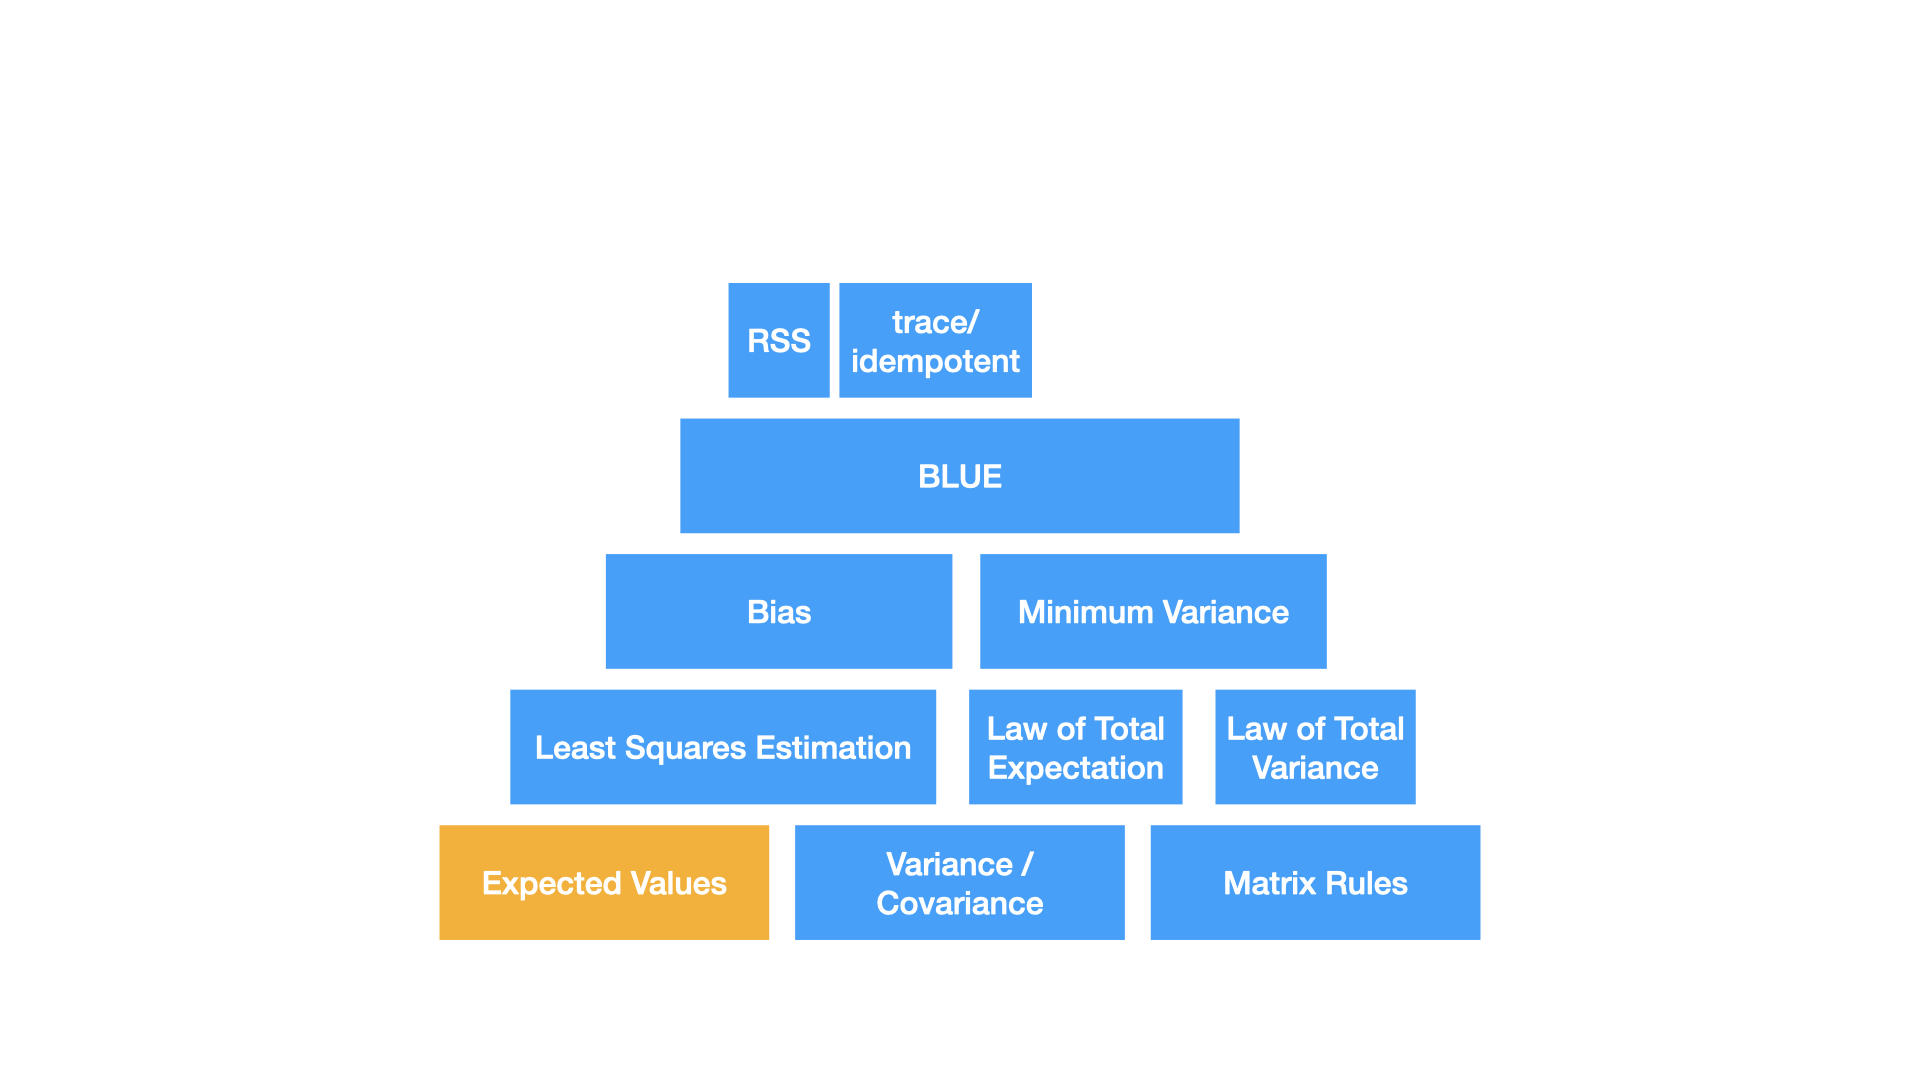 RSS
trace/
idempotent
BLUE
Bias
Minimum Variance
Least Squares Estimation
Law of Total
Expectation
Law of Total
Variance
Expected Values
Variance /
Covariance
Matrix Rules